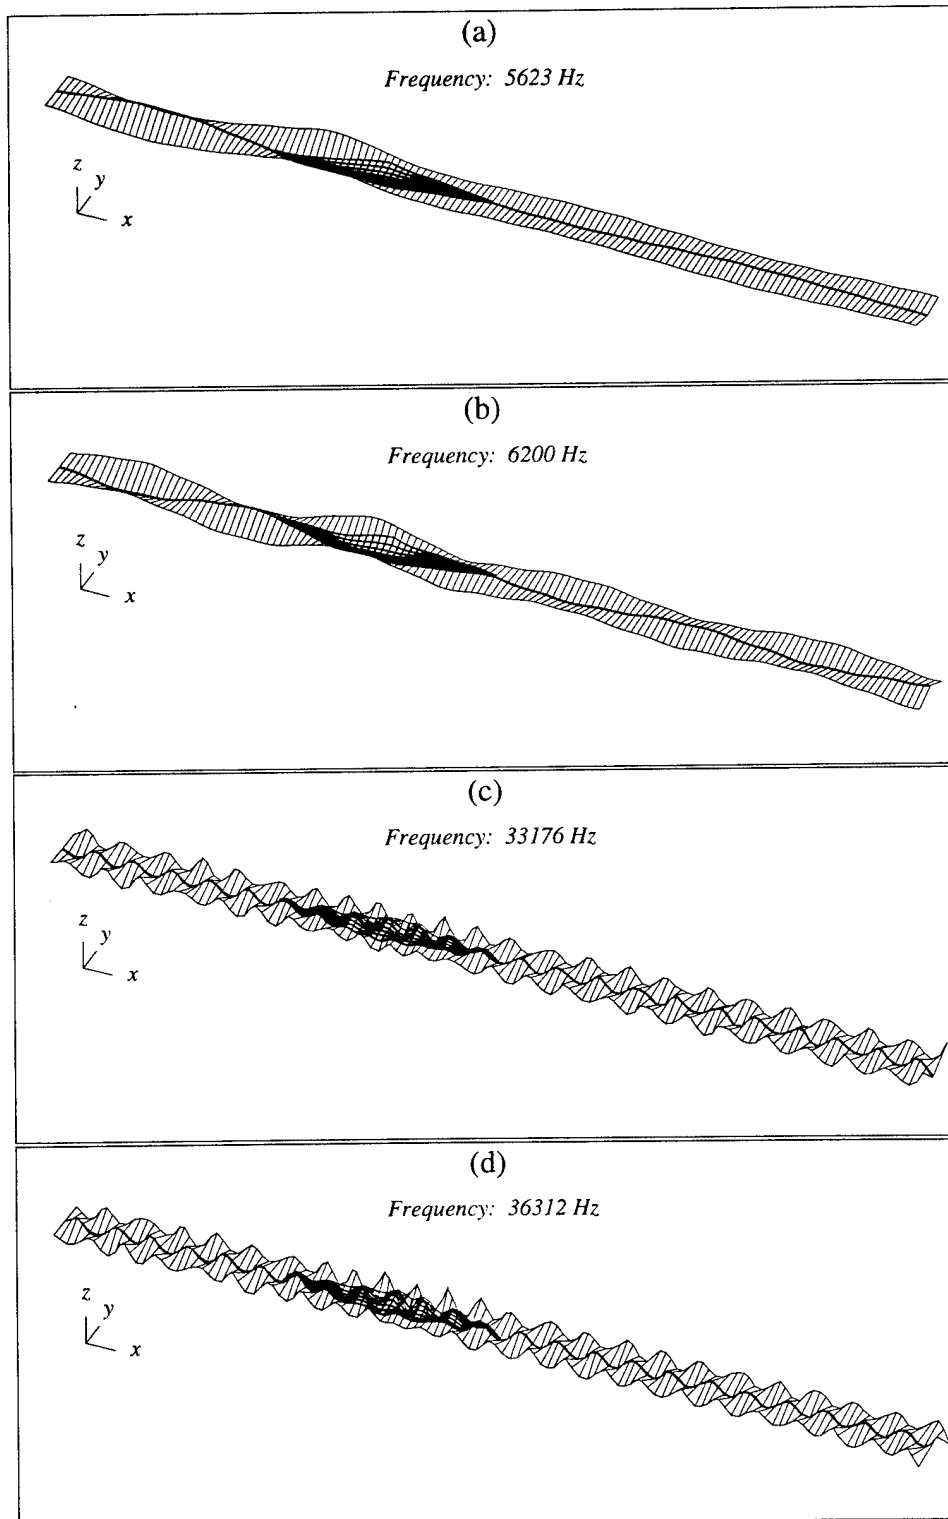 (a)
Frequency: 5623 Hz
z
y
x
(b)
Frequency: 6200 Hz
z
y
x
(c)
Frequency: 33176 Hz
z
y
x
(d)
Frequency: 36312 Hz
z
y
x